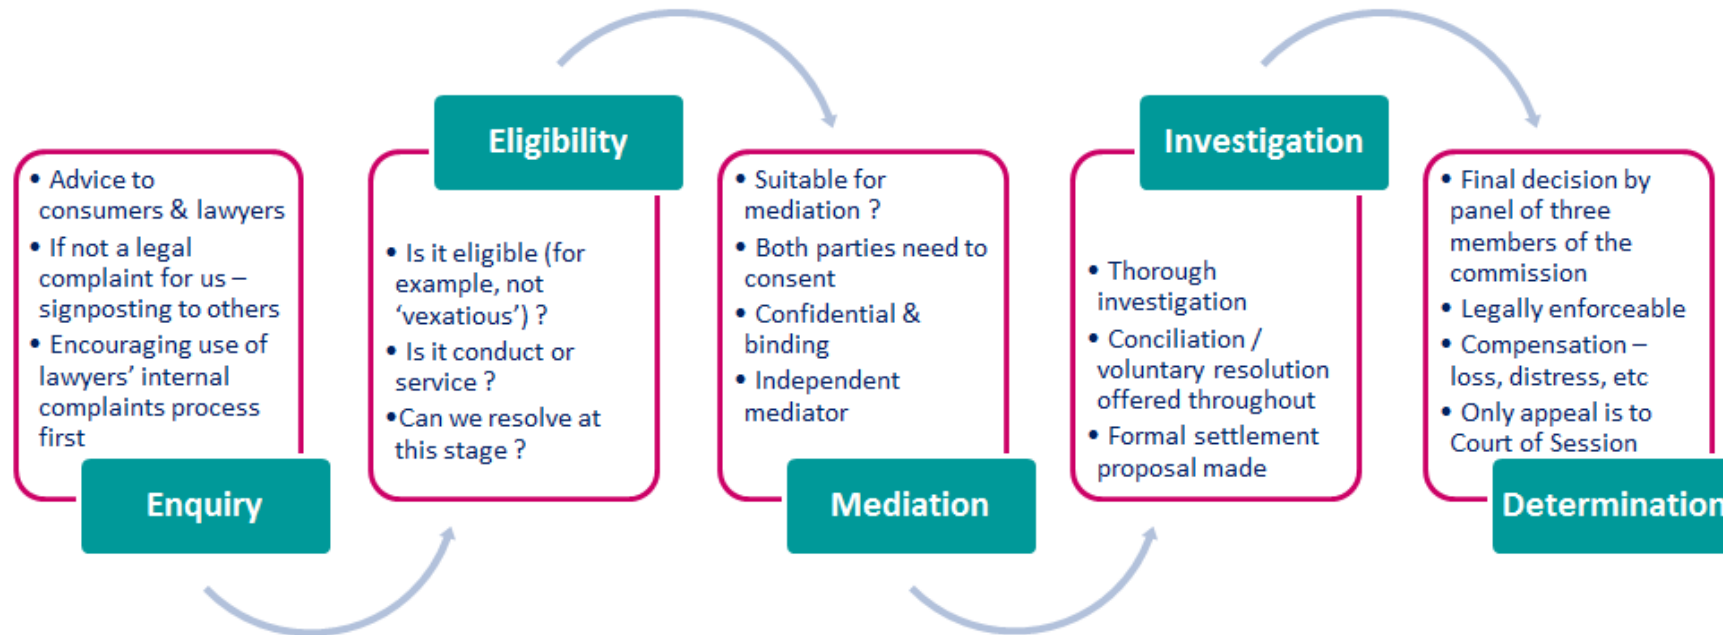 • Advice to
consumers & lawyers
• If not a legal
complaint for us –
signposting to others
• Encouraging use of
lawyers’ internal
complaints process
first
Enquiry
Eligibility
• Is it eligible (for
example, not
‘vexatious’) ?
• Is it conduct or
service ?
•Can we resolve at
this stage ?
• Suitable for
mediation ?
• Both parties need to
consent
• Confidential &
binding
• Independent
mediator
Mediation
Investigation
• Thorough
investigation
• Conciliation /
voluntary resolution
offered throughout
• Formal settlement
proposal made
• Final decision by
panel of three
members of the
commission
• Legally enforceable
• Compensation –
loss, distress, etc
• Only appeal is to
Court of Session
Determination